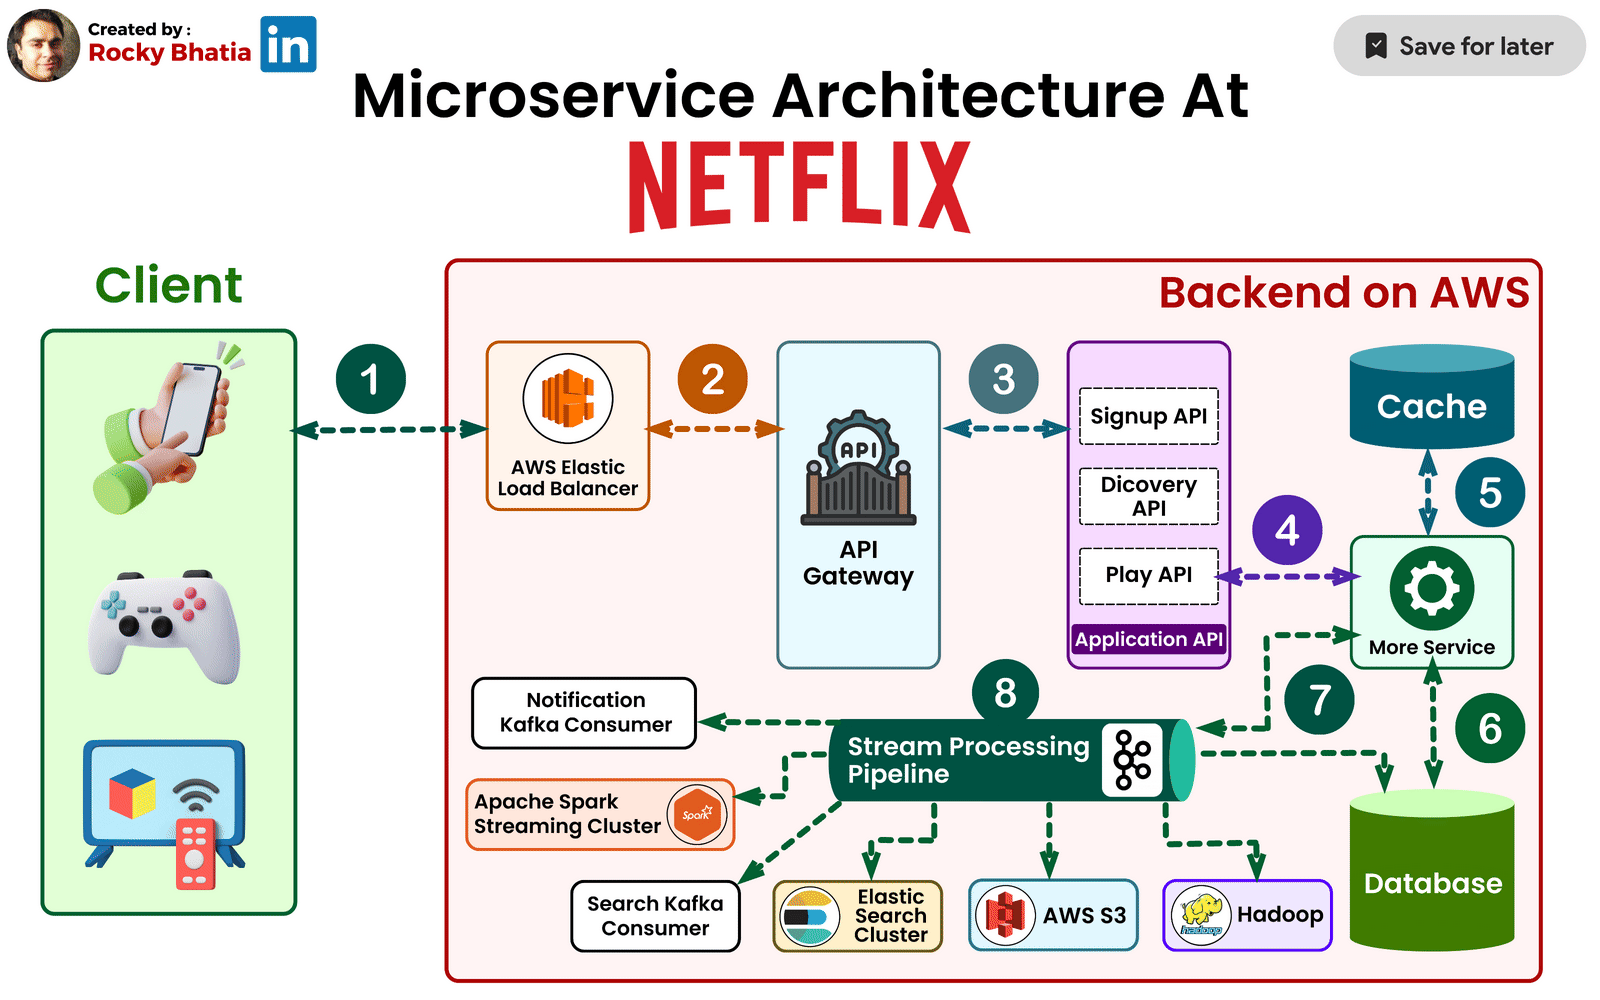 Created by :
Rocky Bhatia
in
Save for later
Microservice Architecture At
NETFLIX
Client
Backend on AWS
1
2
3
4
5
6
7
8
AWS Elastic
Load Balancer
API
API
Gateway
Signup API
Dicovery
API
Play API
Application API
Cache
More Service
Notification
Kafka Consumer
Stream Processing
Pipeline
Apache Spark
Streaming Cluster
Spark
Search Kafka
Consumer
Elastic
Search
Cluster
AWS S3
hadoop
Hadoop
Database